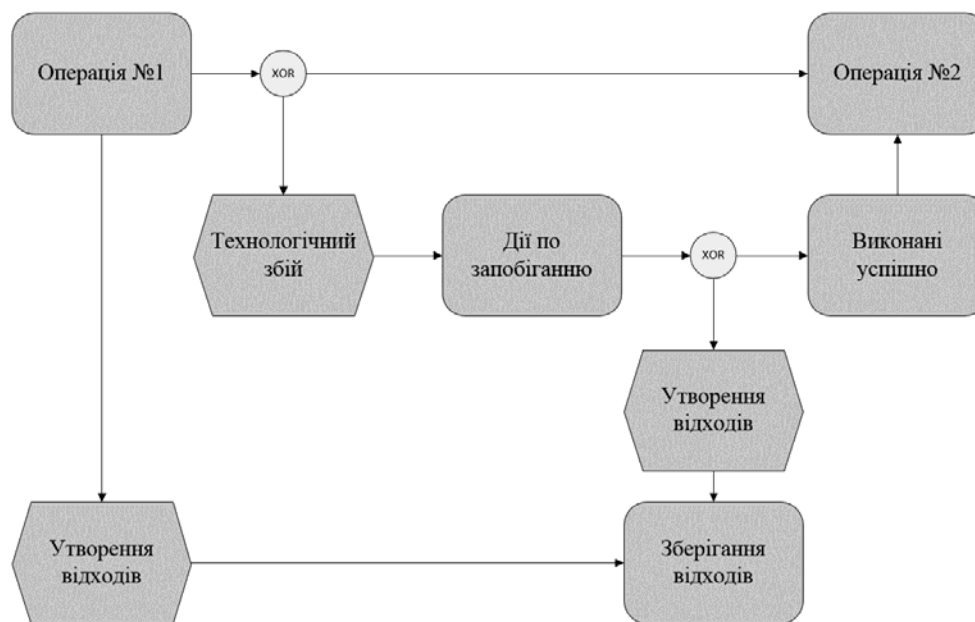 Операція №1
XOR
Операція №2
Технологічний
збій
Дії по
запобіганню
XOR
Виконані
успішно
Утворення
відходів
Утворення
відходів
Зберігання
відходів